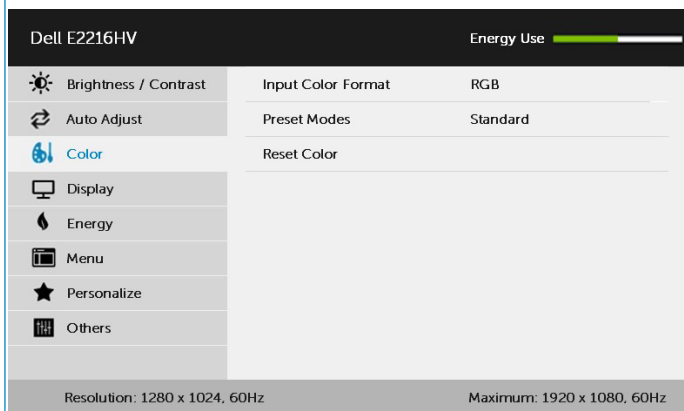 Dell E2216HV Energy Use
Brightness / Contrast Input Color Format RGB
Auto Adjust Preset Modes Standard
Color Reset Color
Display
Energy
Menu
Personalize
Others
Resolution: 1280 x 1024, 60Hz Maximum: 1920 x 1080, 60Hz